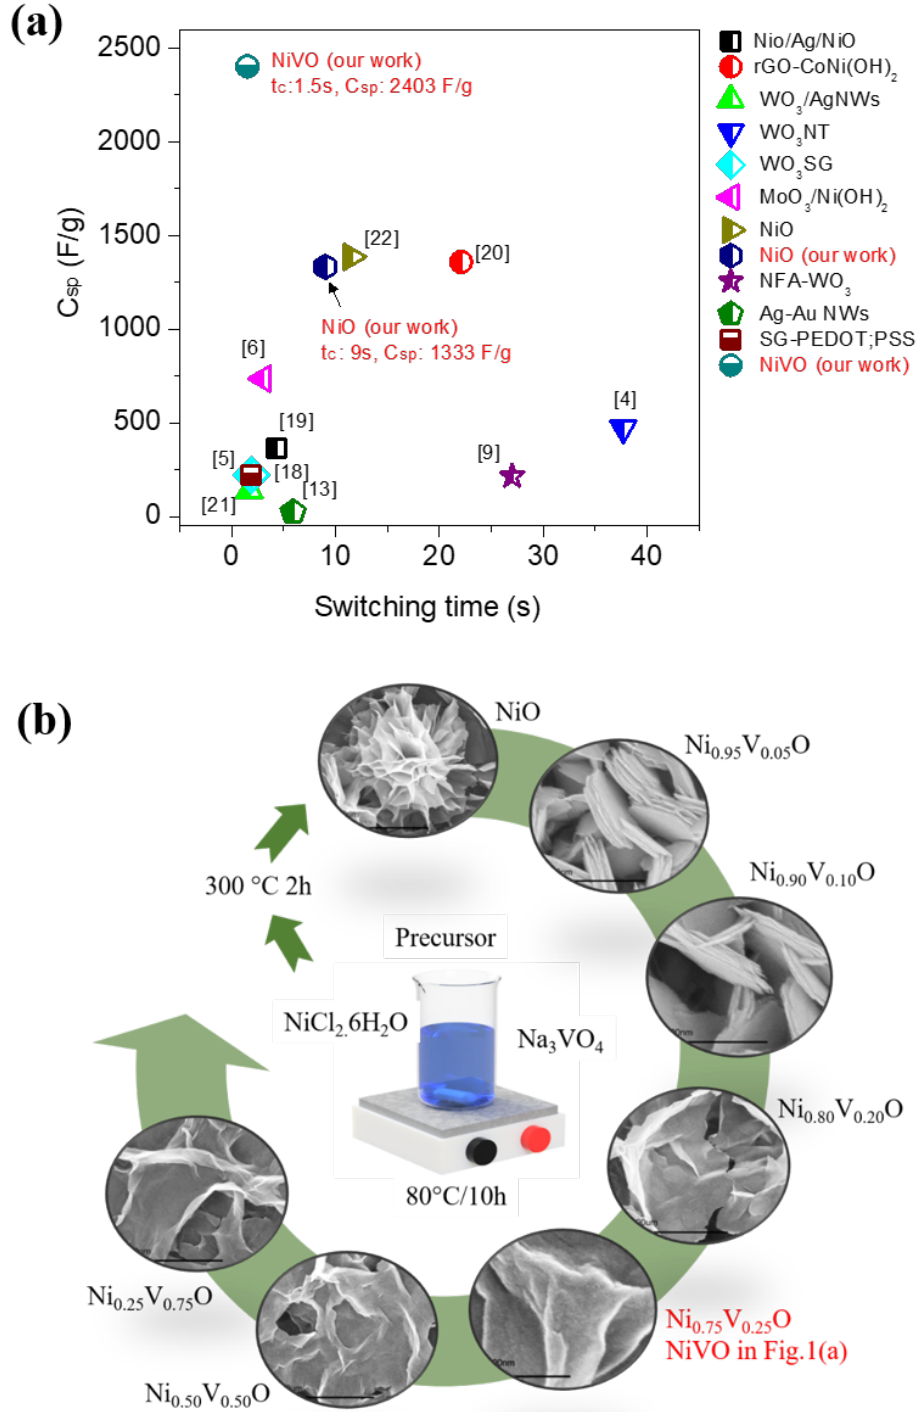 (a)
2500
2000
1500
1000
500
0
Csp (F/g)
0 10 20 30 40
Switching time (s)
NiVO (our work)
tc:1.5s, Csp: 2403 F/g
[22]
[20]
NiO (our work)
tc: 9s, Csp: 1333 F/g
[6]
[4]
[19]
[9]
[5]
[18]
[13]
[21]
Nio/Ag/NiO
rGO-CoNi(OH)2
WO3/AgNWs
WO3NT
WO3SG
MoO3/Ni(OH)2
NiO
NiO (our work)
NFA-WO3
Ag-Au NWs
SG-PEDOT;PSS
NiVO (our work)
(b)
NiO
Ni0.95V0.05O
Ni0.90V0.10O
Ni0.80V0.20O
Ni0.75V0.25O
NiVO in Fig.1(a)
Ni0.50V0.50O
Ni0.25V0.75O
300 °C 2h
Precursor
NiCl2.6H2O
Na3VO4
80°C/10h